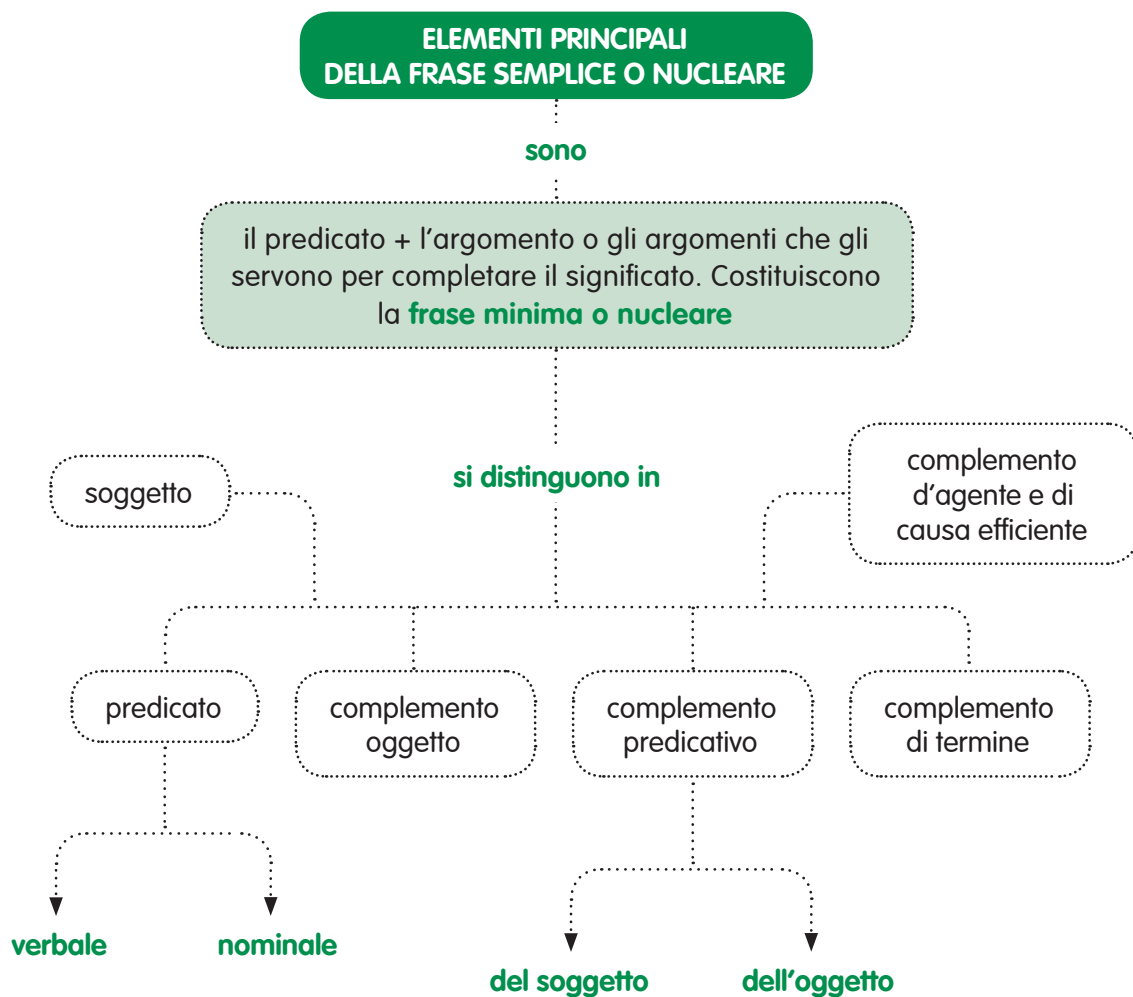 ELEMENTI PRINCIPALI
DELLA FRASE SEMPLICE O NUCLEARE
sono
il predicato + l'argomento o gli argomenti che gli
servono per completare il significato. Costituiscono
la frase minima o nucleare
si distinguono in
soggetto
complemento
d'agente e di
causa efficiente
predicato
complemento
oggetto
complemento
predicativo
complemento
di termine
verbale
nominale
del soggetto
dell'oggetto